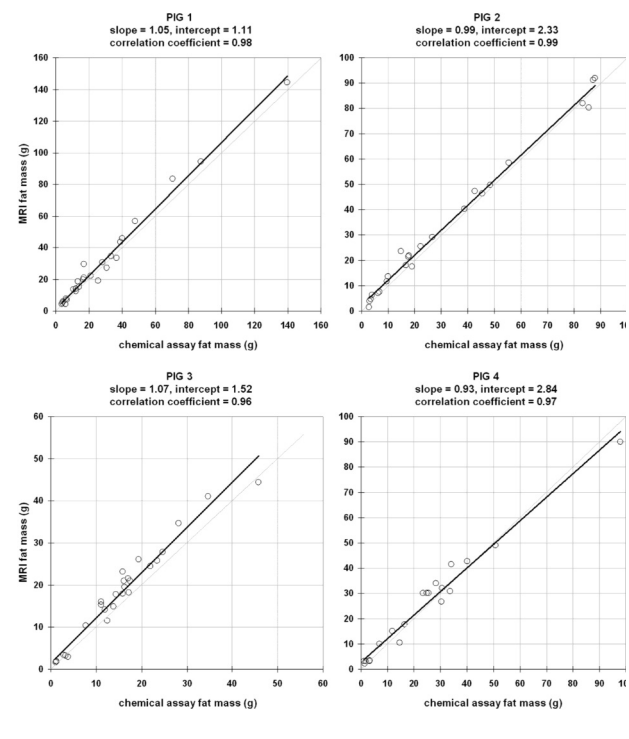 PIG 1
slope = 1.05, intercept = 1.11
correlation coefficient = 0.98
160
140
120
100
80
60
40
20
0
MRI fat mass (g)
0 20 40 60 80 100 120 140 160
chemical assay fat mass (g)
PIG 2
slope = 0.99, intercept = 2.33
correlation coefficient = 0.99
100
90
80
70
60
50
40
30
20
10
0
0 10 20 30 40 50 60 70 80 90
chemical assay fat mass (g)
PIG 3
slope = 1.07, intercept = 1.52
correlation coefficient = 0.96
60
50
40
30
20
10
0
MRI fat mass (g)
0 10 20 30 40 50 60
chemical assay fat mass (g)
PIG 4
slope = 0.93, intercept = 2.84
correlation coefficient = 0.97
100
90
80
70
60
50
40
30
20
10
0
0 10 20 30 40 50 60 70 80 90
chemical assay fat mass (g)